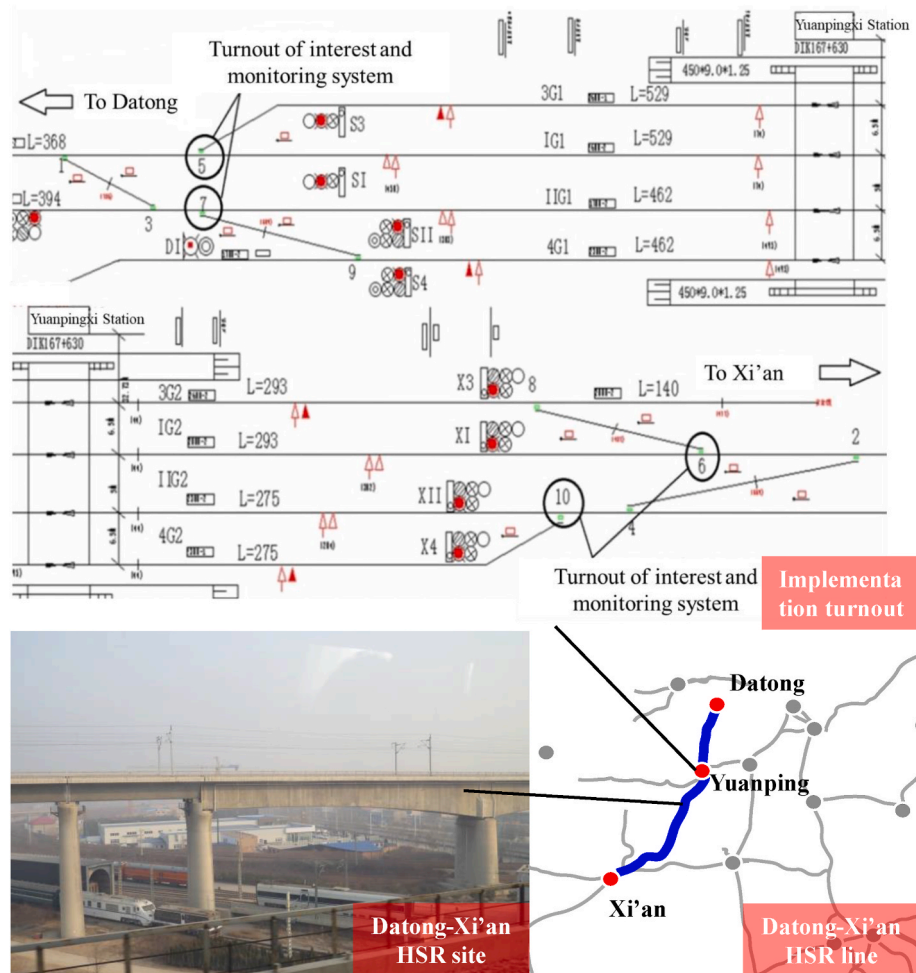 Yuanpingxi Station
DIK167+630
Turnout of interest and
monitoring system
450*9.0*1.25
To Datong
3G1
L=529
S3
L=368
IG1
L=529
1
5
SI
L=394
IIG1
L=462
3
7
SII
DI
4G1
L=462
9
S4
450*9.0*1.25
Yuanpingxi Station
DIK167+630
X3
8
To Xi'an
3G2
L=293
L=140
IG2
XI
L=293
6
2
IIG2
XII
10
L=275
4
4G2
X4
L=275
Turnout of interest and
monitoring system
Implementa
tion turnout
Datong
Yuanping
Xi'an
Datong-Xi'an
HSR site
Datong-Xi'an
HSR line